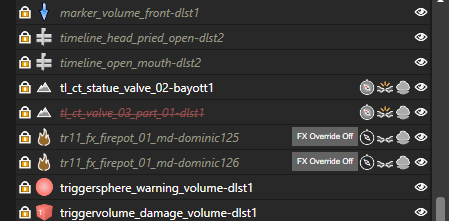 marker_volume_front-dlst1
timeline_head_pried_open-dlst2
timeline_open_mouth-dlst2
tl_ct_statue_valve_02-bayott1
tl_ct_valve_03_part_01-dlst1
tr11_fx_firepot_01_md-dominic125 FX Override Off
tr11_fx_firepot_01_md-dominic126 FX Override Off
triggersphere_warning_volume-dlst1
triggervolume_damage_volume-dlst1